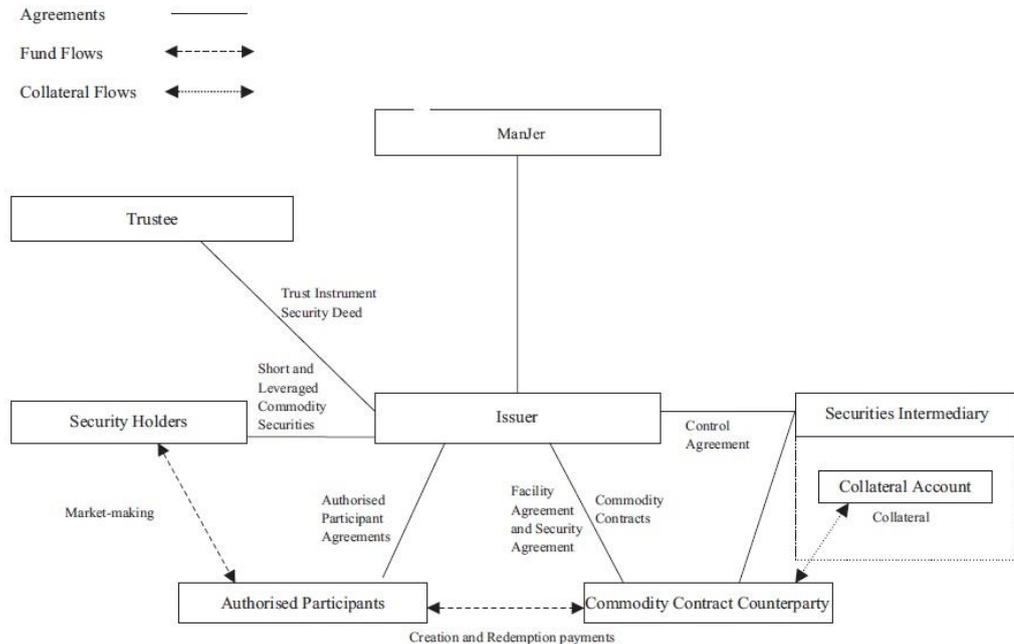 Agreements
Fund Flows
Collateral Flows
ManJer
Trustee
Trust Instrument
Security Deed
Short and
Leveraged
Commodity
Securities
Security Holders
Issuer
Securities Intermediary
Control
Agreement
Collateral Account
Collateral
Market-making
Authorised
Participant
Agreements
Facility
Agreement
and Security
Agreement
Commodity
Contracts
Authorised Participants
Commodity Contract Counterparty
Creation and Redemption payments